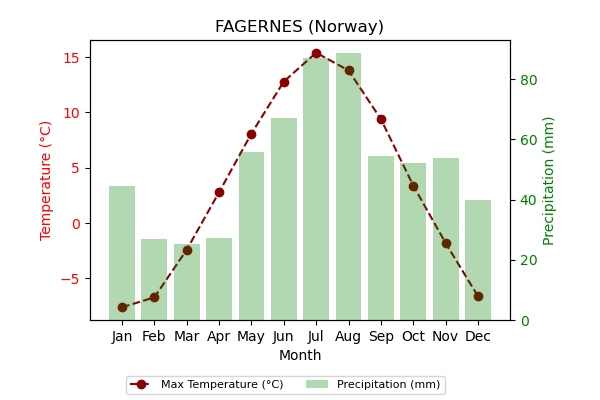 FAGERNES (Norway)
15
10
5
0
−5
Temperature (°C)
80
60
40
20
0
Precipitation (mm)
Jan Feb Mar Apr May Jun Jul Aug Sep Oct Nov Dec
Month
Max Temperature (°C) Precipitation (mm)